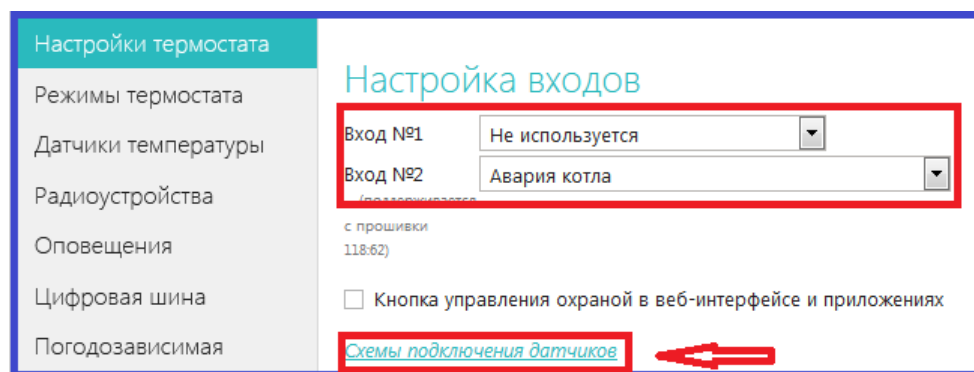 Настройки термостата
Режимы термостата
Датчики температуры
Радиоустройства
Оповещения
Цифровая шина
Погодозависимая
Настройка входов
Вход №1 Не используется
Вход №2 Авария котла
(поддерживается
с прошивки
118:62)
Кнопка управления охраной в веб-интерфейсе и приложениях
Схемы подключения датчиков